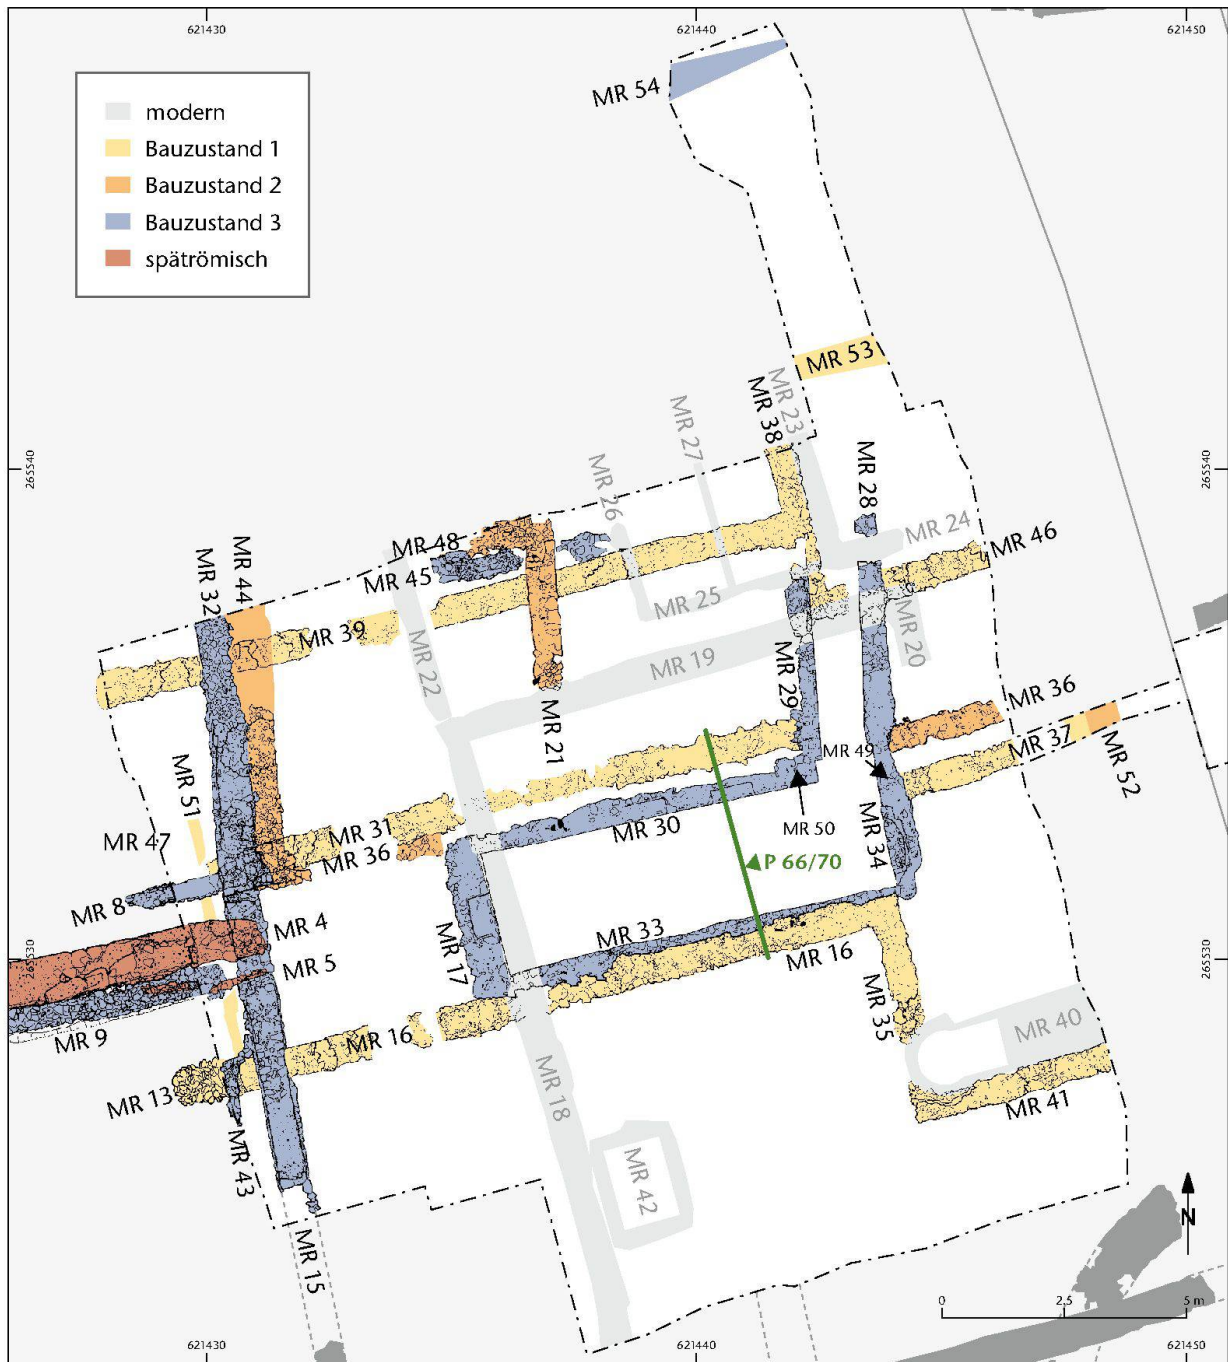 621430
621440
621450
modern
Bauzustand 1
Bauzustand 2
Bauzustand 3
spätrömisch
MR 54
MR 53
MR 23
MR 38
MR 27
MR 26
MR 28
MR 24
MR 46
265540
265540
MR 48
MR 45
MR 44
MR 32
MR 39
MR 25
MR 22
MR 19
MR 20
MR 29
MR 21
MR 36
MR 37
MR 49
MR 52
MR 51
MR 47
MR 31
MR 36
MR 30
MR 50
MR 34
P 66/70
MR 8
MR 4
MR 5
MR 17
MR 33
MR 16
265530
265530
MR 35
MR 40
MR 9
MR 16
MR 13
MR 18
MR 41
MR 43
MR 42
MR 15
N
0
2,5
5 m
621430
621440
621450